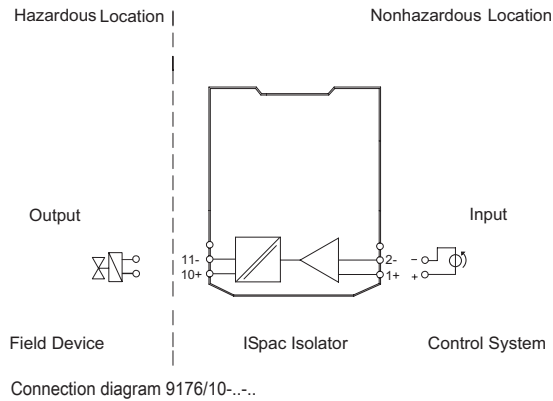 Hazardous Location
Nonhazardous Location
Output
Input
11-
2-
-
10+
1+
+
Field Device
ISpac Isolator
Control System
Connection diagram 9176/10-..-..